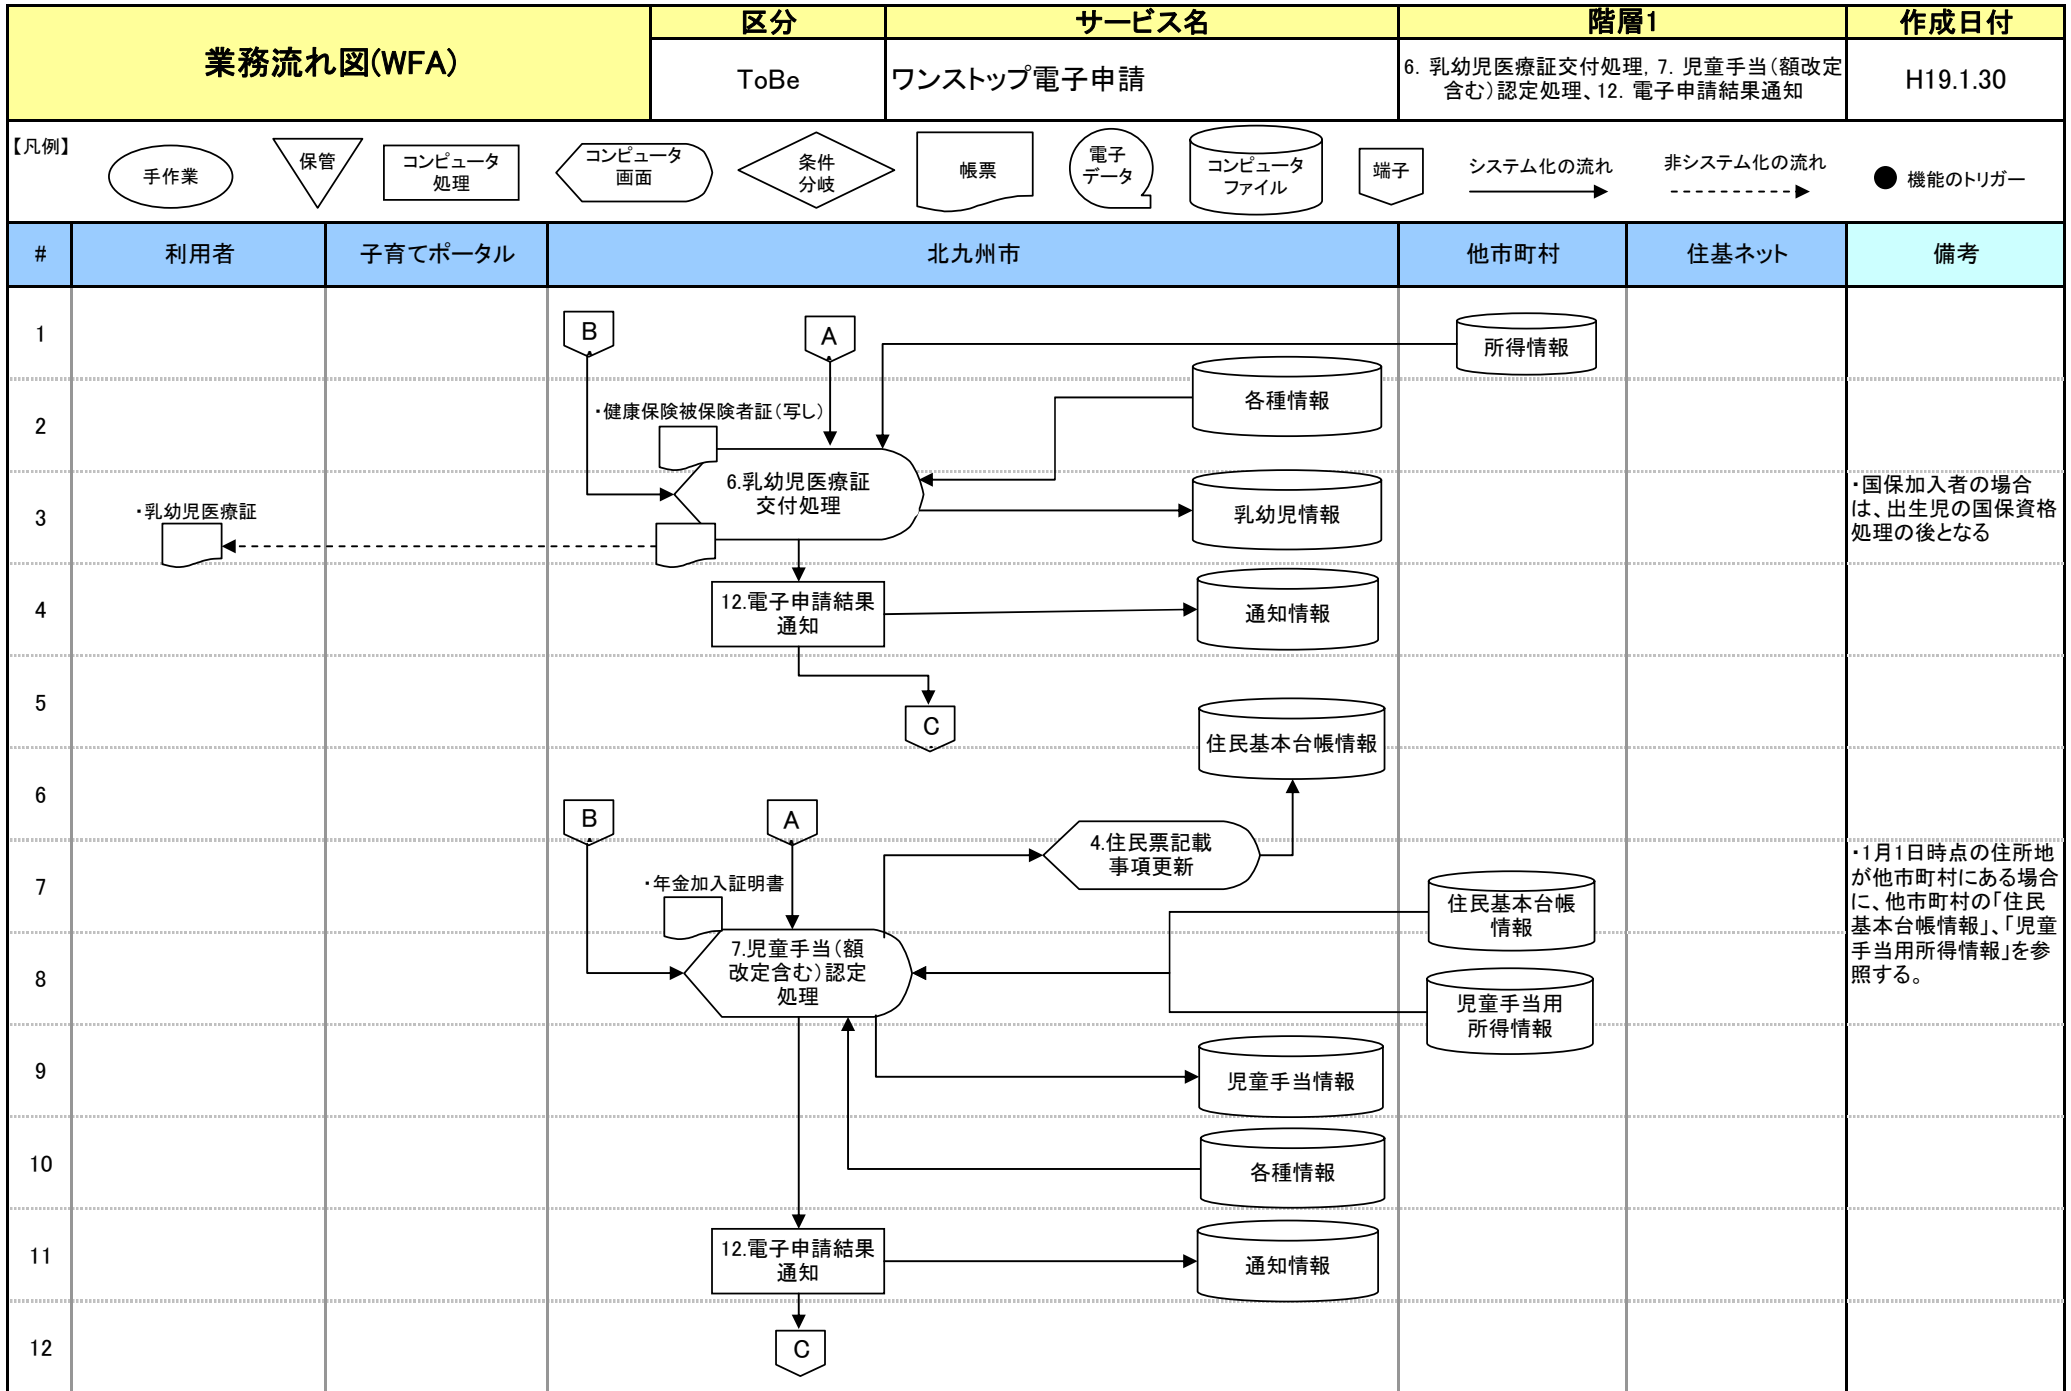 業務流れ図(WFA)
区分
サービス名
階層1
作成日付
ToBe
ワンストップ電子申請
6．乳幼児医療証交付処理，7．児童手当（額改定
含む）認定処理、12．電子申請結果通知
H19.1.30
【凡例】
手作業
保管
コンピュータ
処理
コンピュータ
画面
条件
分岐
帳票
電子
データ
コンピュータ
ファイル
端子
システム化の流れ
非システム化の流れ
機能のトリガー
#
利用者
子育てポータル
北九州市
他市町村
住基ネット
備考
1
B
A
所得情報
2
・健康保険被保険者証（写し）
各種情報
3
・乳幼児医療証
6.乳幼児医療証
交付処理
乳幼児情報
・国保加入者の場合
は、出生児の国保資格
処理の後となる
4
12.電子申請結果
通知
通知情報
5
C
住民基本台帳情報
6
B
A
7
・年金加入証明書
4.住民票記載
事項更新
住民基本台帳
情報
・1月1日時点の住所地
が他市町村にある場合
に、他市町村の「住民
基本台帳情報」、「児童
手当用所得情報」を参
照する。
8
7.児童手当（額
改定含む）認定
処理
児童手当用
所得情報
9
児童手当情報
10
各種情報
11
12.電子申請結果
通知
通知情報
12
C